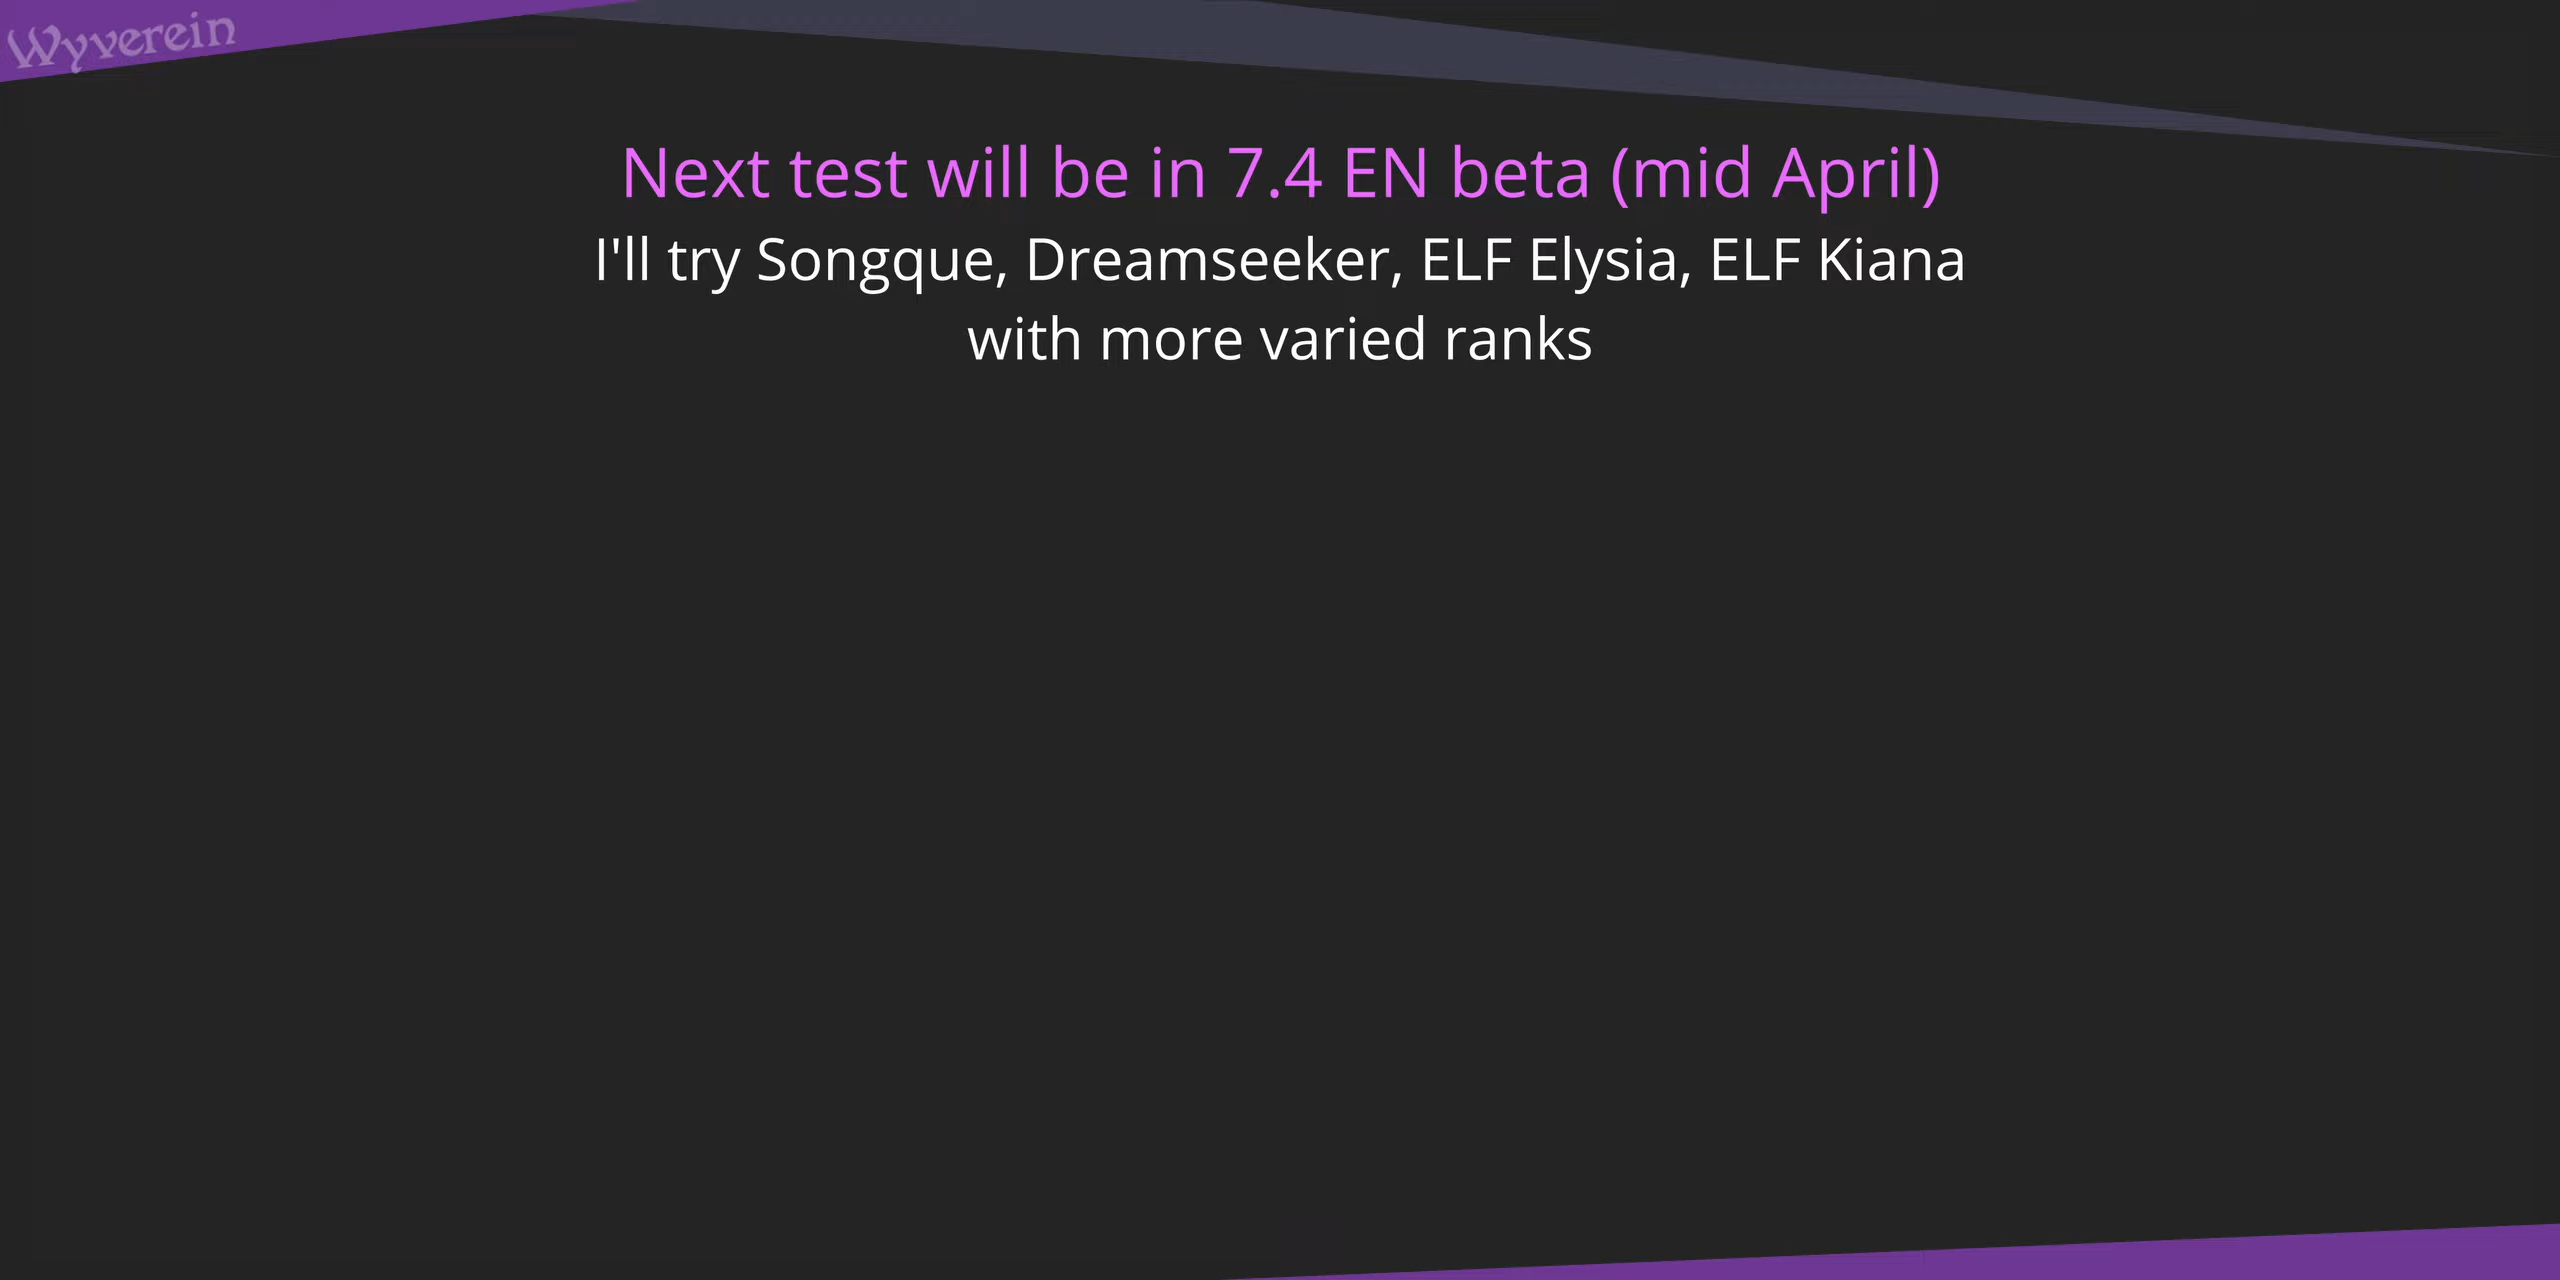 Wyverein
Next test will be in 7.4 EN beta (mid April)
I'll try Songque, Dreamseeker, ELF Elysia, ELF Kiana
with more varied ranks